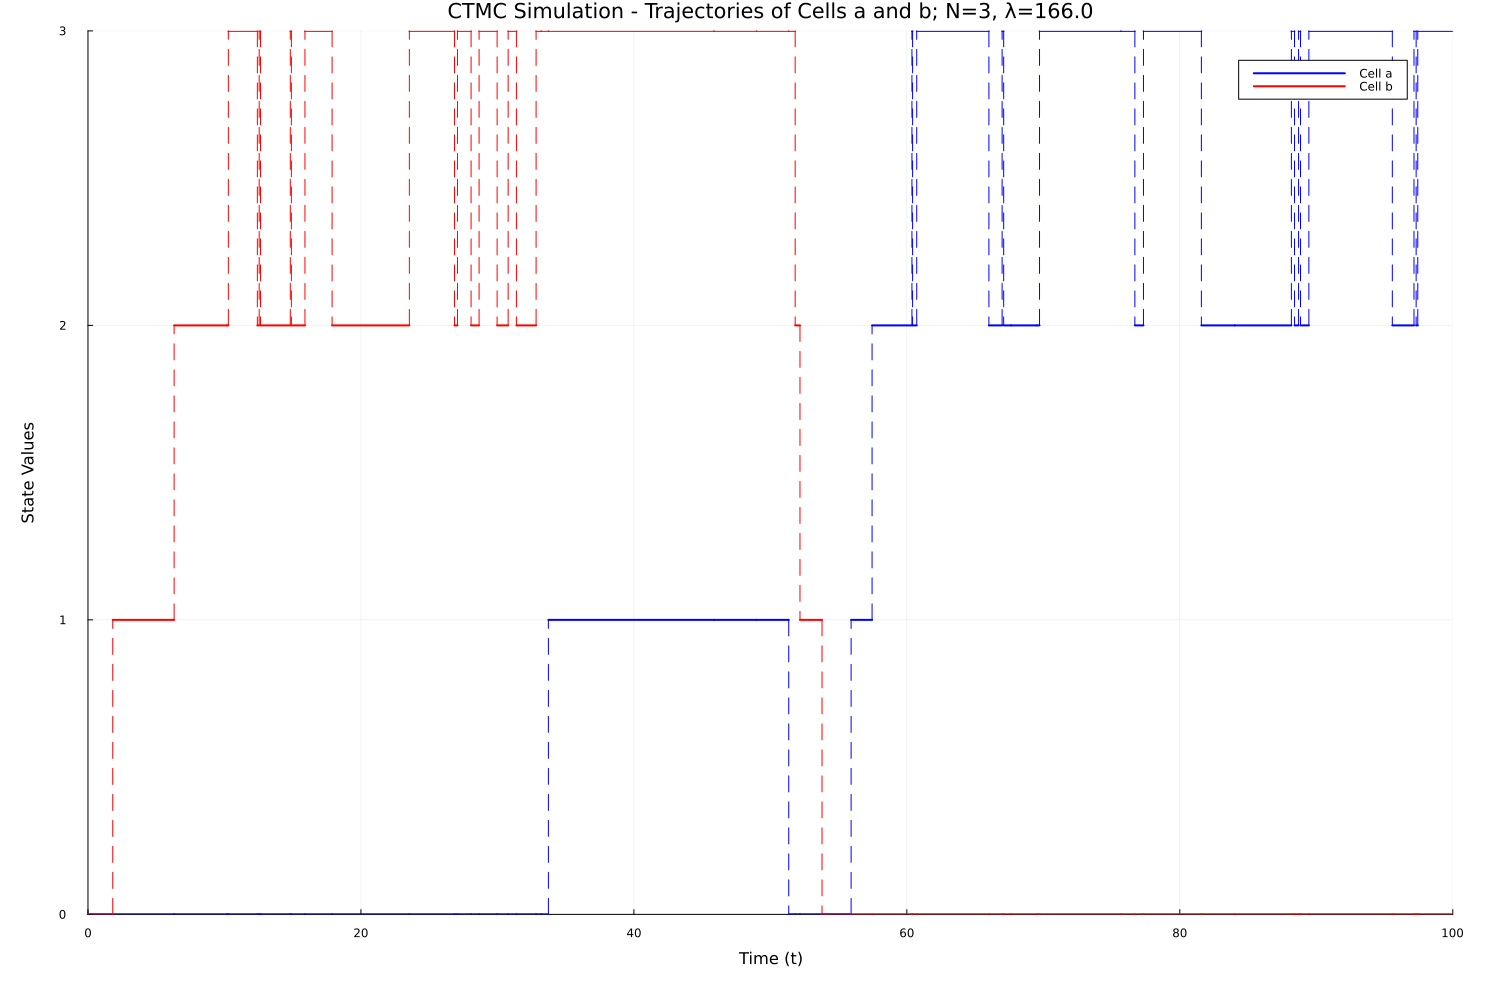 CTMC Simulation - Trajectories of Cells a and b; N=3, λ=166.0
3
Cell a
Cell b
2
State Values
1
0
0 20 40 60 80 100
Time (t)